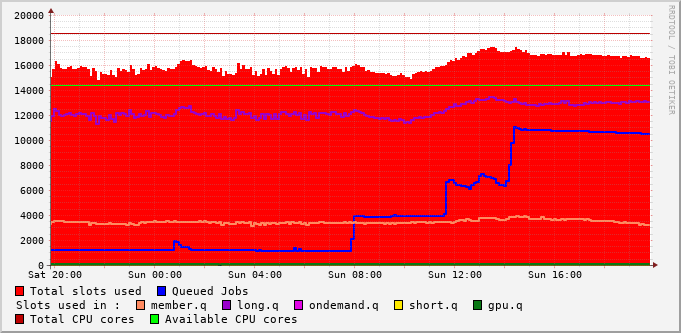 20000
18000
16000
14000
12000
10000
8000
6000
4000
2000
0
Sat 20:00 Sun 00:00 Sun 04:00 Sun 08:00 Sun 12:00 Sun 16:00
Total slots used Queued Jobs
Slots used in : member.q long.q ondemand.q short.q gpu.q
Total CPU cores Available CPU cores
RRDTOOL / TOBI OETIKER